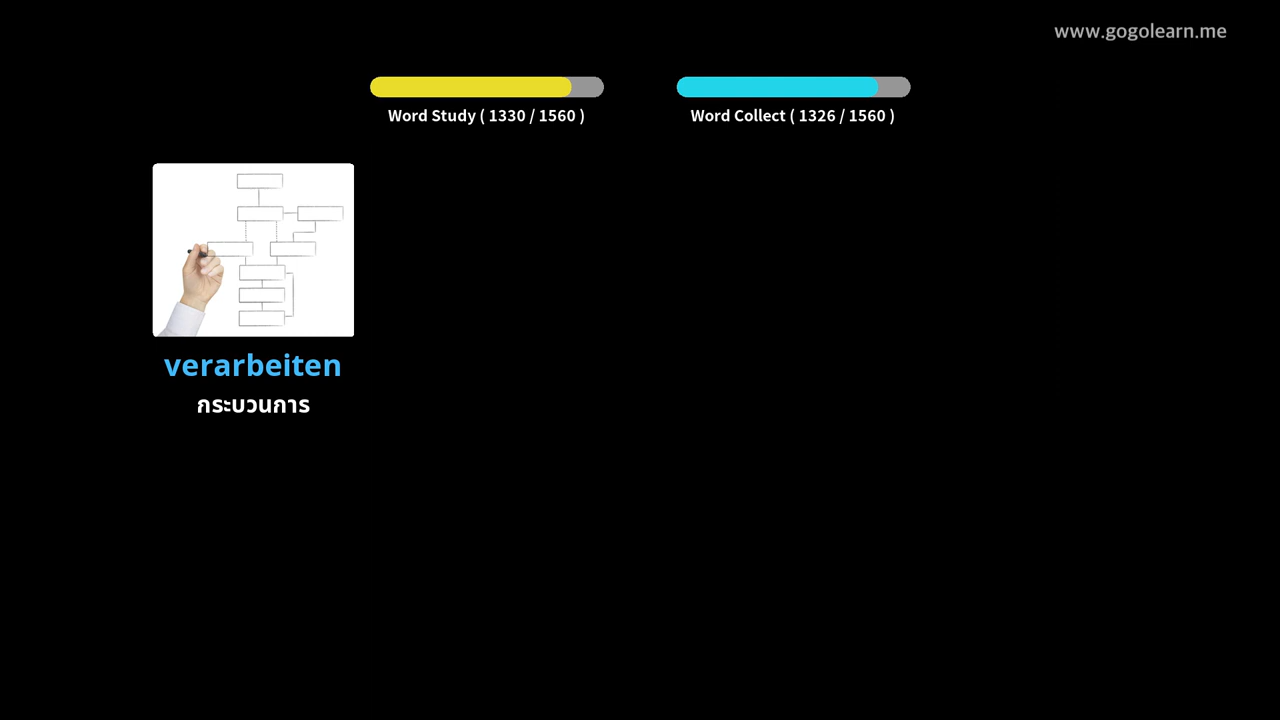 www.gogolearn.me
Word Study ( 1330 / 1560 )
Word Collect ( 1326 / 1560 )
verarbeiten
กระบวนการ